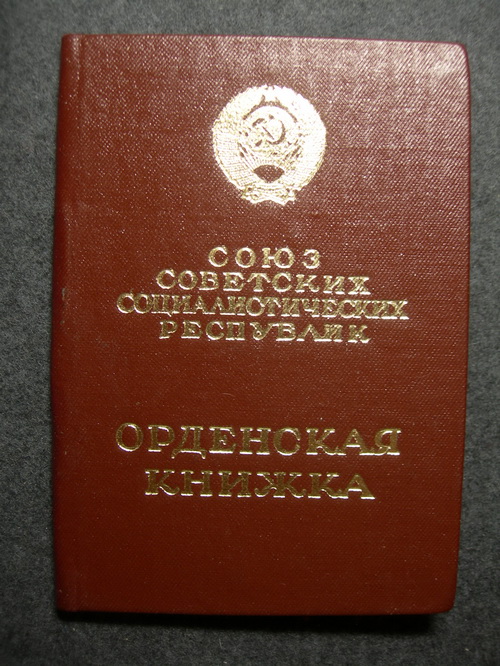 СОЮЗ
СОВЕТСКИХ
СОЦИАЛИСТИЧЕСКИХ
РЕСПУБЛИК
ОРДЕНСКАЯ
КНИЖКА